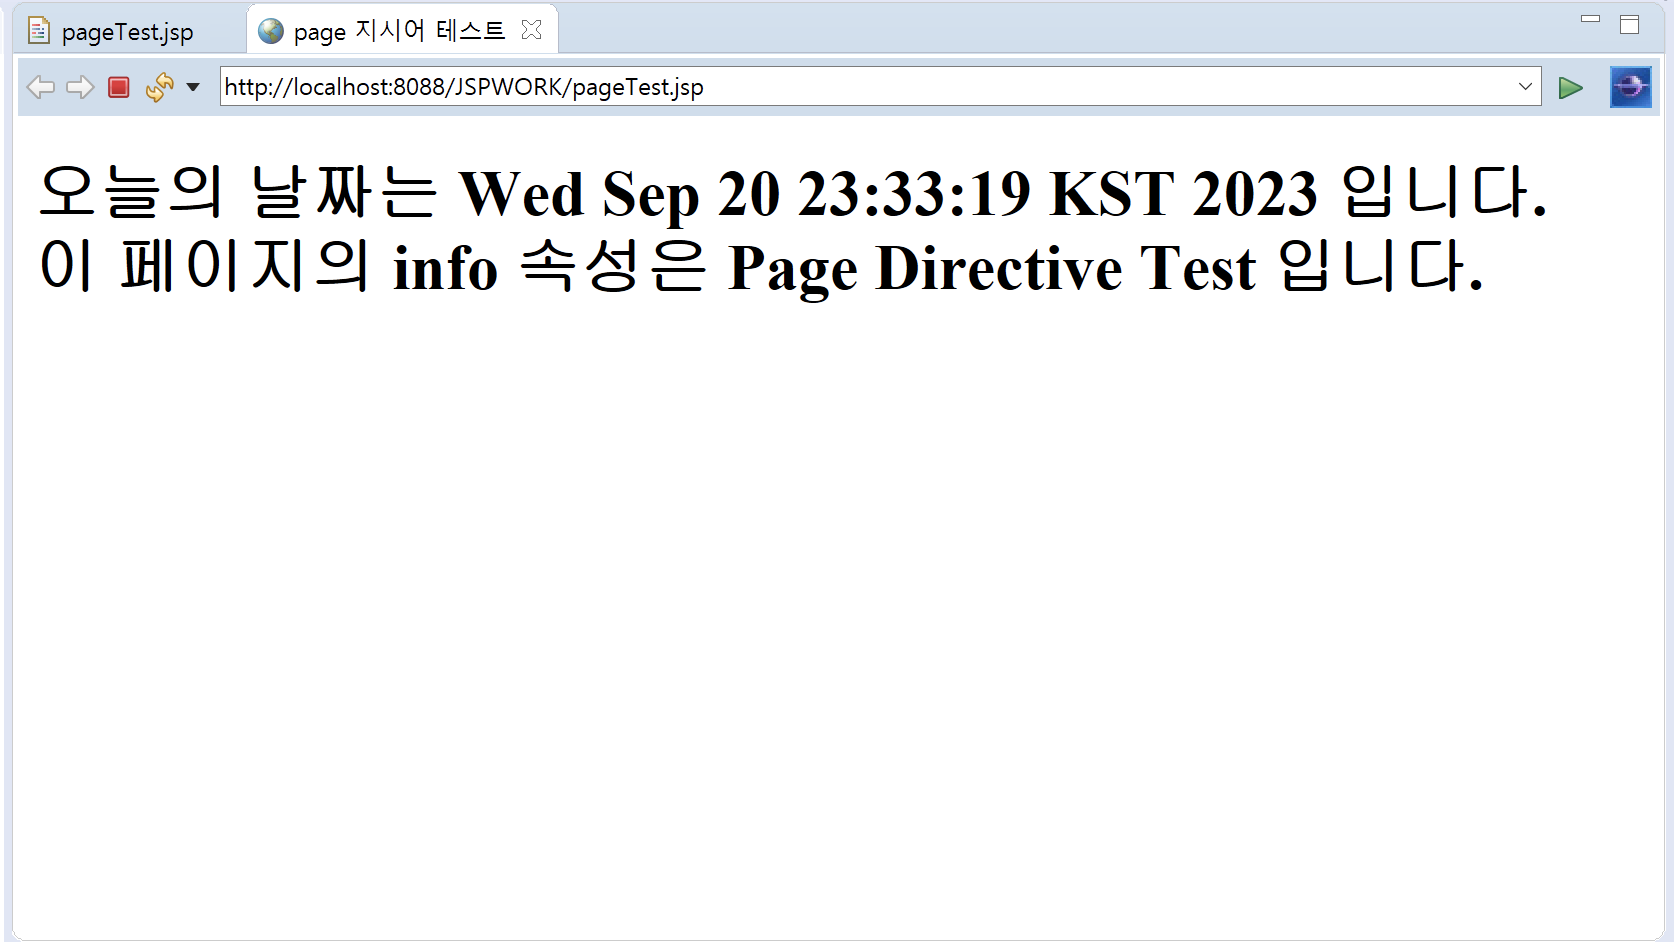 pageTest.jsp
page 지시어 테스트
http://localhost:8088/JSPWORK/pageTest.jsp
오늘의 날짜는 Wed Sep 20 23:33:19 KST 2023 입니다.
이 페이지의 info 속성은 Page Directive Test 입니다.